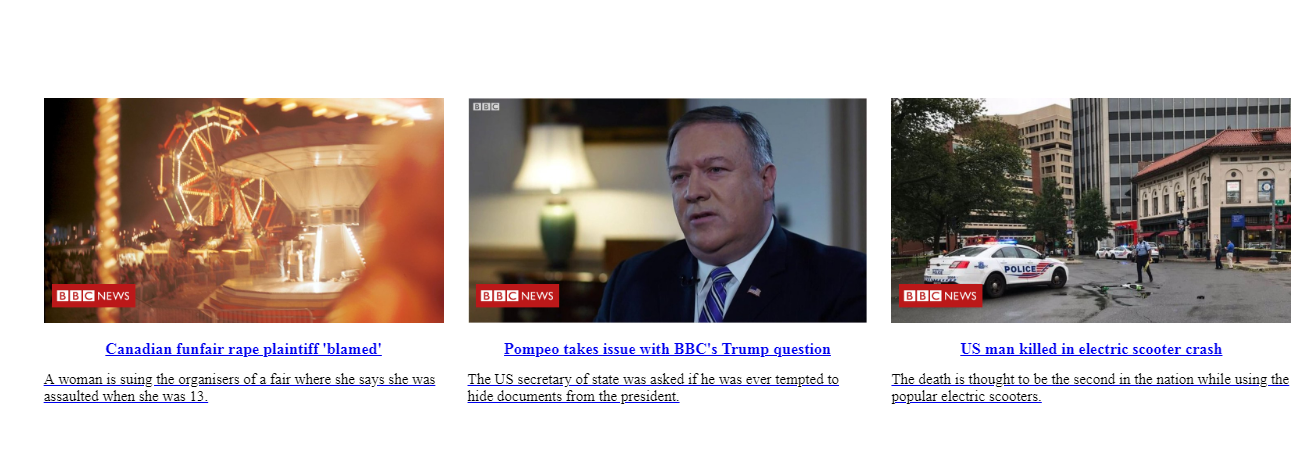 BBC
BBC NEWS
BBC NEWS
POLICE
BBC NEWS
Canadian funfair rape plaintiff 'blamed'
A woman is suing the organisers of a fair where she says she was
assaulted when she was 13.
Pompeo takes issue with BBC's Trump question
The US secretary of state was asked if he was ever tempted to
hide documents from the president.
US man killed in electric scooter crash
The death is thought to be the second in the nation while using the
popular electric scooters.